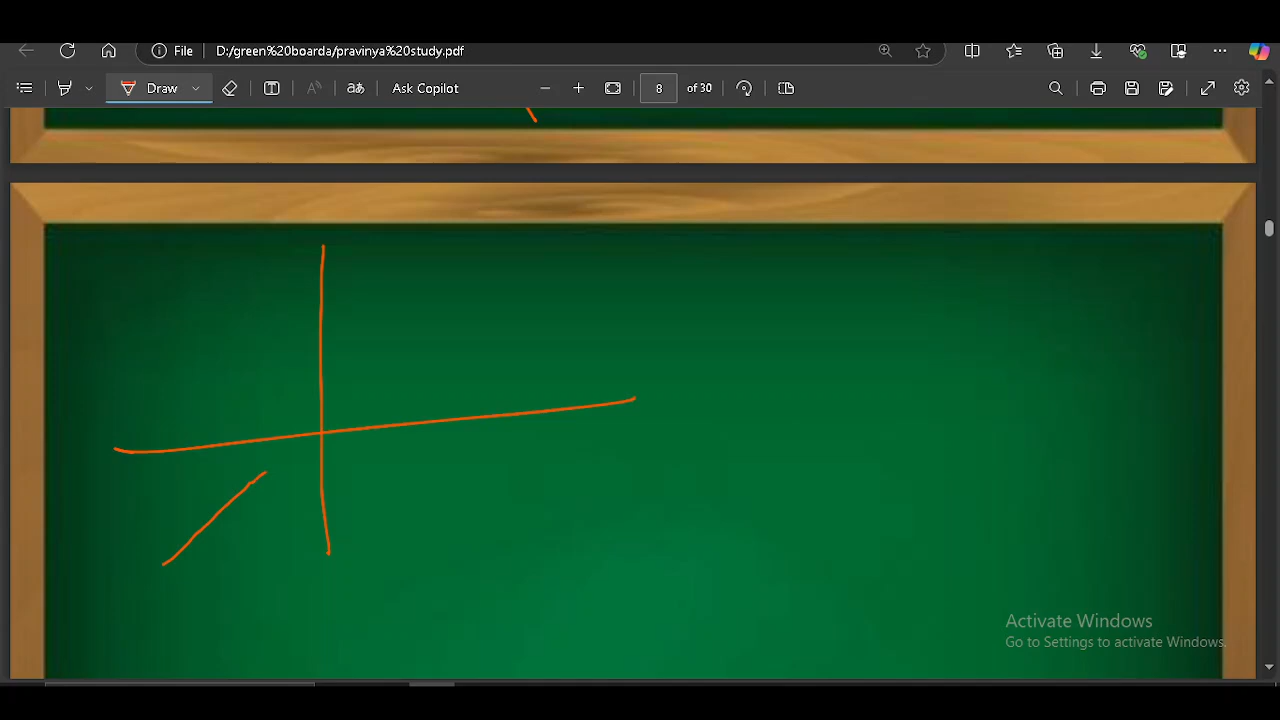 File D:/green%20boarda/pravinya%20study.pdf
Draw Ask Copilot 8 of 30
Activate Windows
Go to Settings to activate Windows.